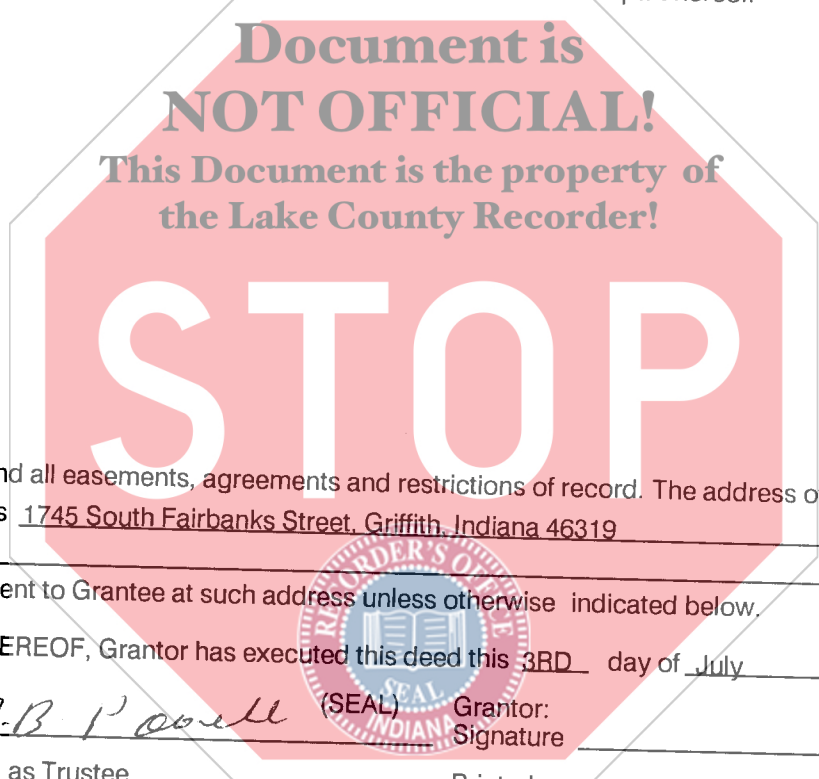 Document is
NOT OFFICIAL!
This Document is the property of
the Lake County Recorder!
STOP
nd all easements, agreements and restrictions of record. The address o
s 1745 South Fairbanks Street, Griffith, Indiana 46319
RECORDER'S OFFICE
ent to Grantee at such address unless otherwise indicated below.
EREOF, Grantor has executed this deed this 3RD day of July
SEAL
INDIANA
B Powell (SEAL) Grantor:
Signature
as Trustee